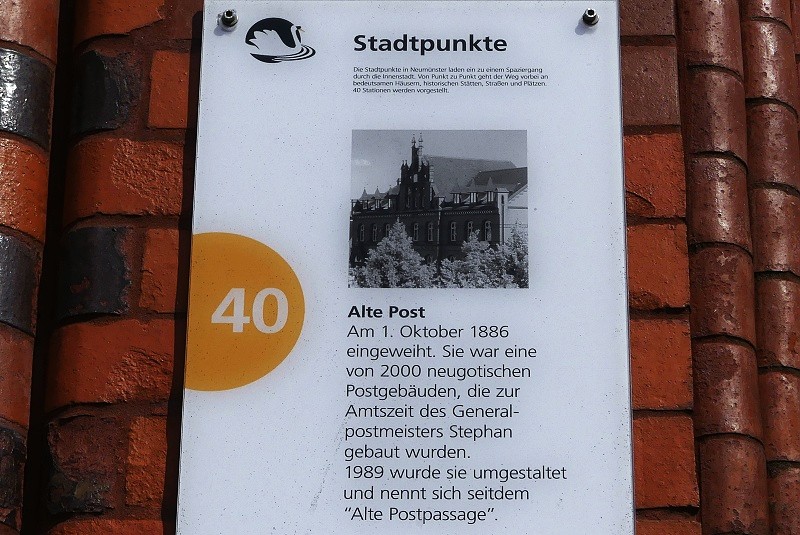 Stadtpunkte
Die Stadtpunkte in Neumünster laden ein zu einem Spaziergang
durch die Innenstadt. Von Punkt zu Punkt geht der Weg vorbei an
bedeutsamen Häusern, historischen Stätten, Straßen und Plätzen.
40 Stationen werden vorgestellt.
40
Alte Post
Am 1. Oktober 1886
eingeweiht. Sie war eine
von 2000 neugotischen
Postgebäuden, die zur
Amtszeit des General-
postmeisters Stephan
gebaut wurden.
1989 wurde sie umgestaltet
und nennt sich seitdem
"Alte Postpassage".